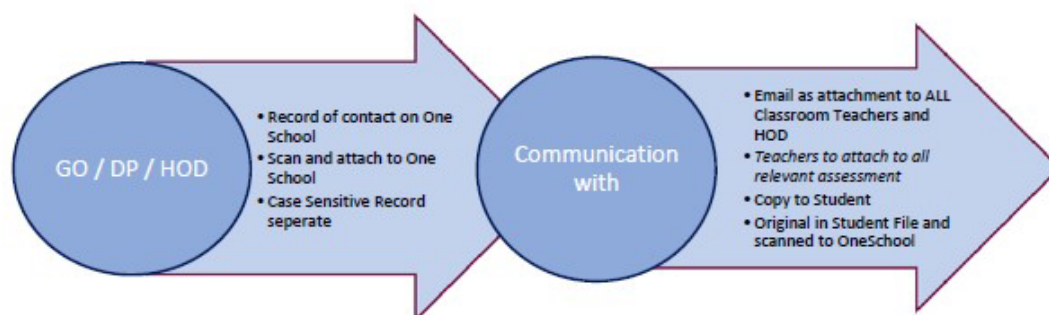 GO / DP / HOD
• Record of contact on One
School
• Scan and attach to One
School
• Case Sensitive Record
seperate
Communication
with
• Email as attachment to ALL
Classroom Teachers and
HOD
• Teachers to attach to all
relevant assessment
• Copy to Student
• Original in Student File and
scanned to OneSchool